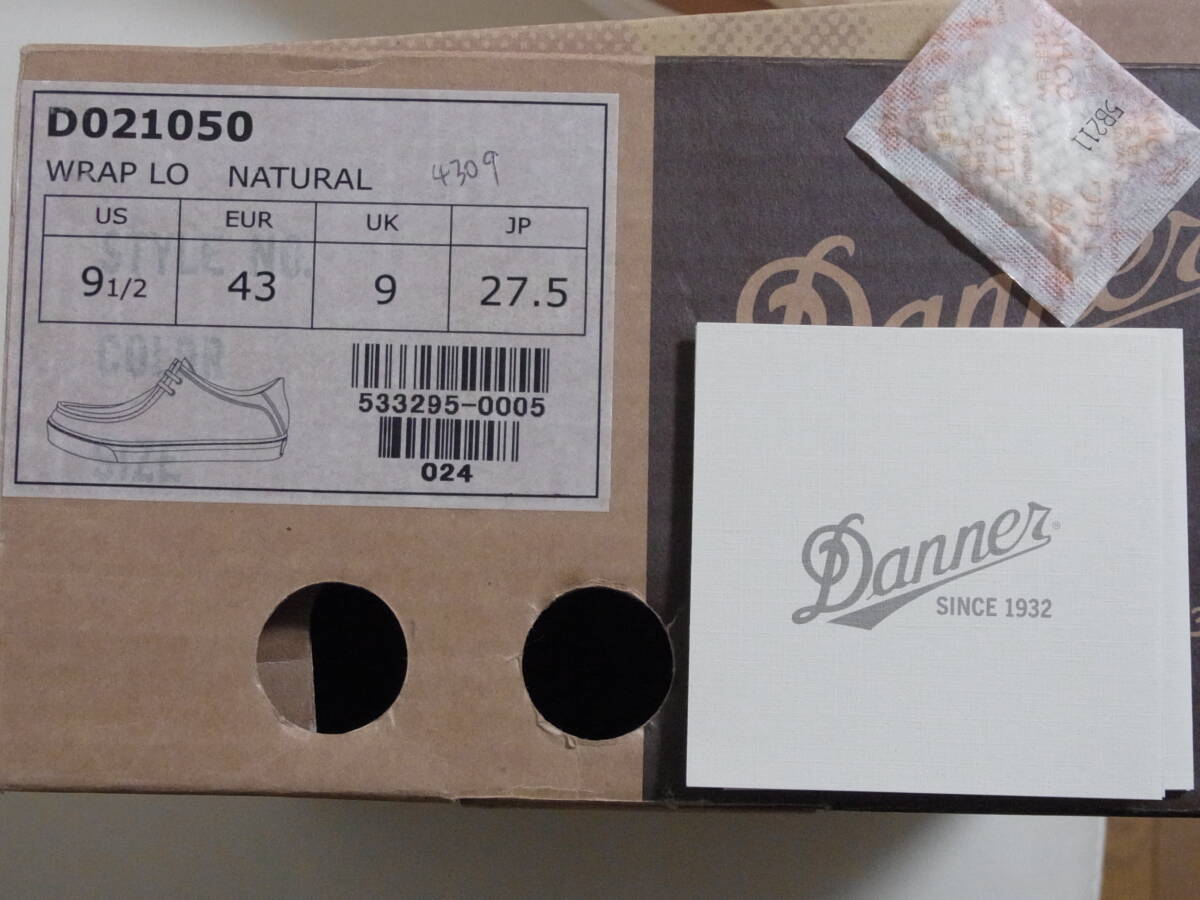 D021050
WRAP LO NATURAL 4309
US EUR UK JP
9 1/2 43 9 27.5
STYLE NO.
COLOR
SIZE
533295-0005
024
58211
Danner
Danner®
SINCE 1932